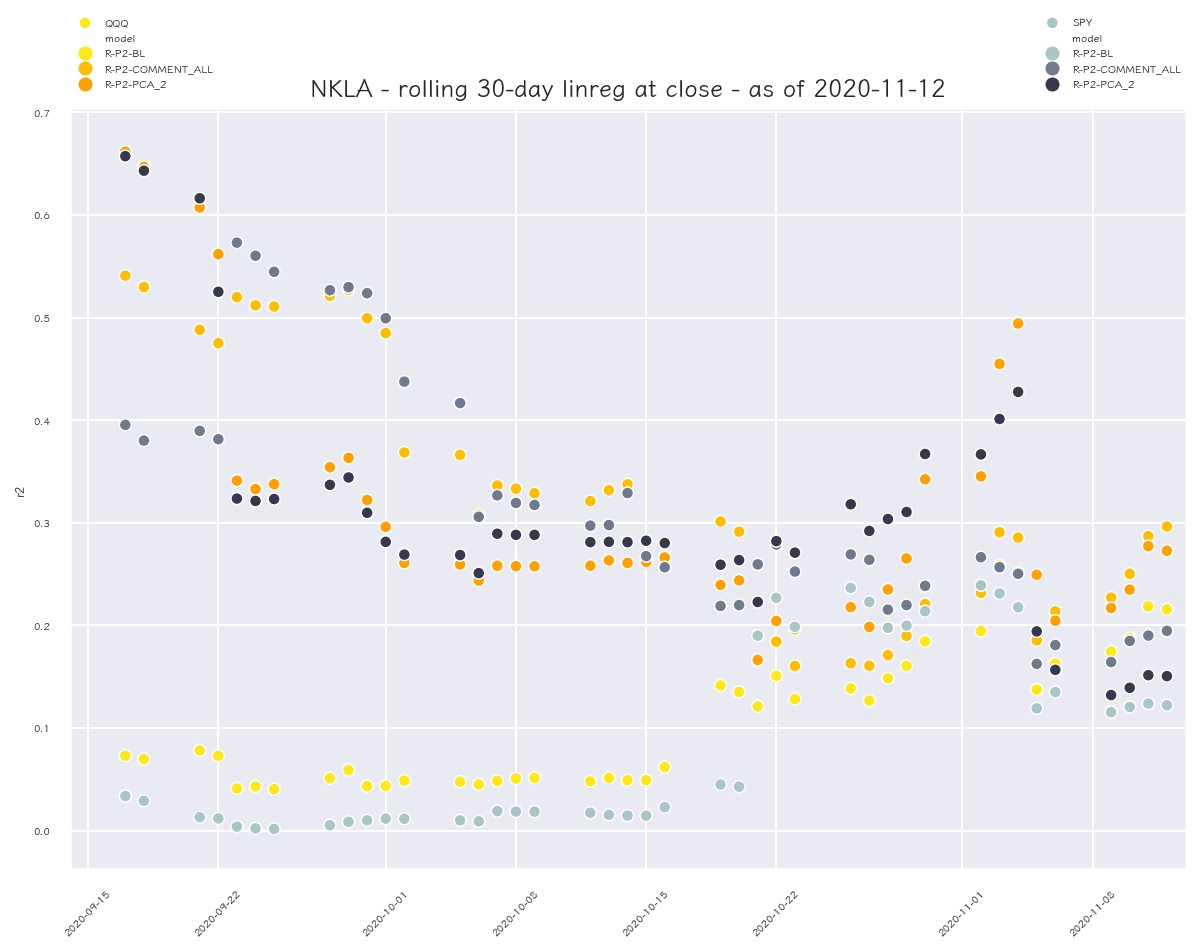 QQQ
model
R-P2-BL
R-P2-COMMENT_ALL
R-P2-PCA_2
SPY
model
R-P2-BL
R-P2-COMMENT_ALL
R-P2-PCA_2
NKLA - rolling 30-day linreg at close - as of 2020-11-12
0.7
0.6
0.5
0.4
0.3
0.2
0.1
0.0
r2
2020-09-15
2020-09-22
2020-10-01
2020-10-08
2020-10-15
2020-10-22
2020-11-01
2020-11-08